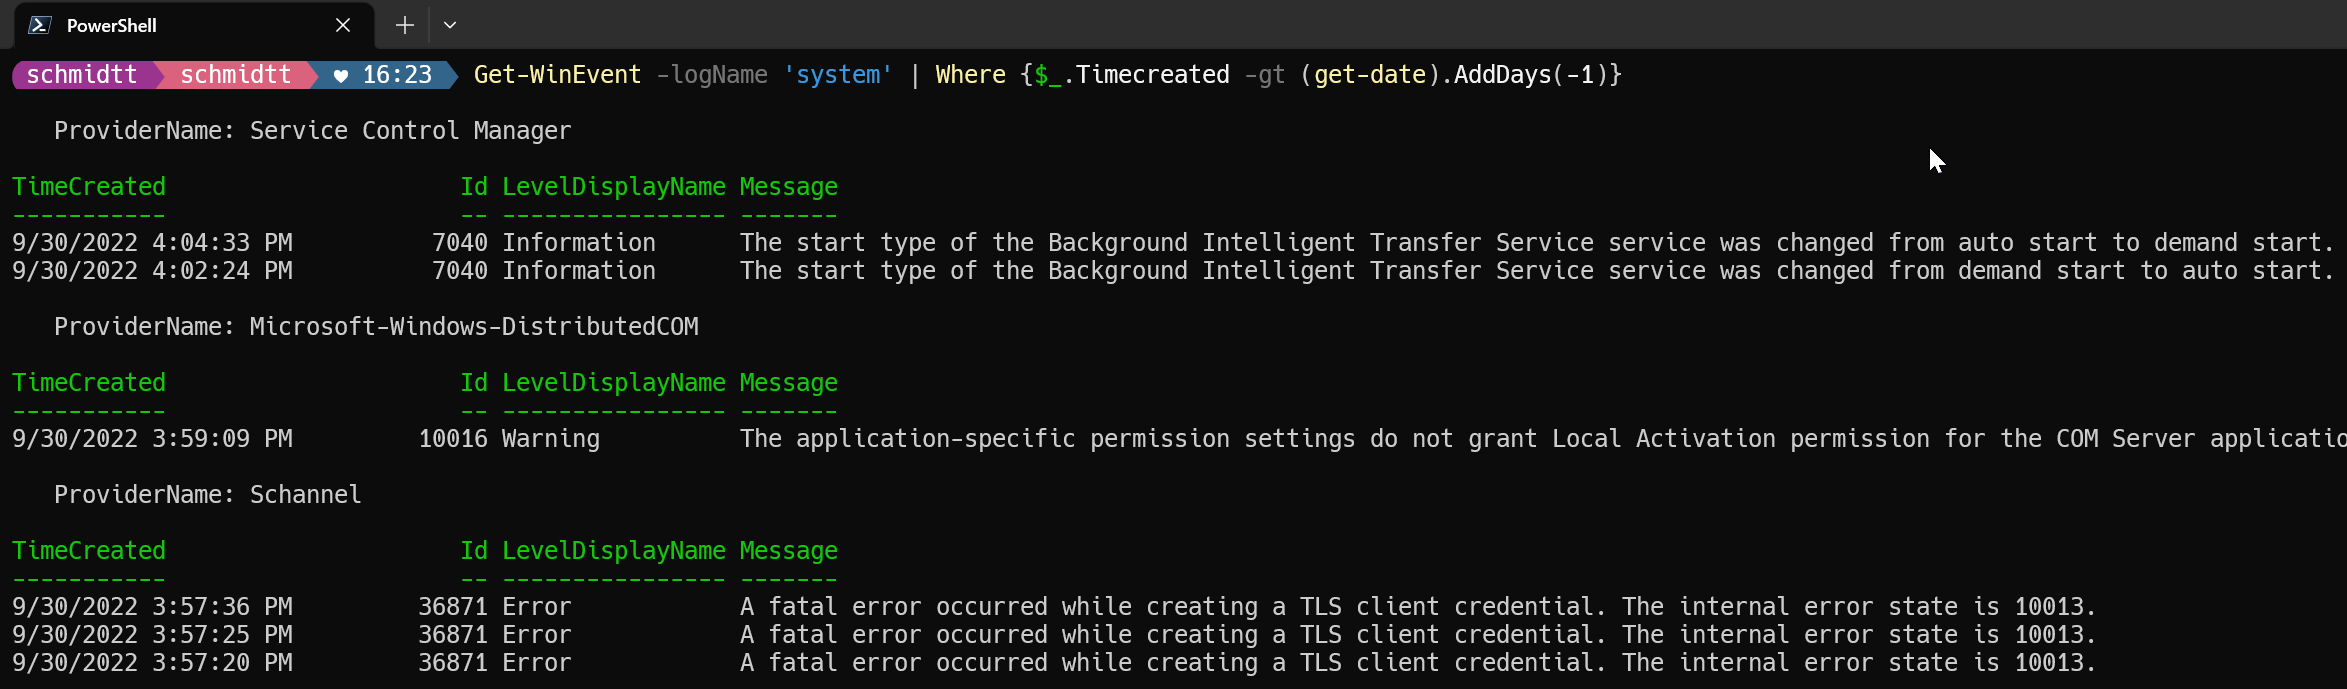 PowerShell
schmidtt schmidtt ♥ 16:23 Get-WinEvent -logName 'system' | Where {$_.Timecreated -gt (get-date).AddDays(-1)}
ProviderName: Service Control Manager
TimeCreated Id LevelDisplayName Message
----------- -- ---------------- -------
9/30/2022 4:04:33 PM 7040 Information The start type of the Background Intelligent Transfer Service service was changed from auto start to demand start.
9/30/2022 4:02:24 PM 7040 Information The start type of the Background Intelligent Transfer Service service was changed from demand start to auto start.
ProviderName: Microsoft-Windows-DistributedCOM
TimeCreated Id LevelDisplayName Message
----------- -- ---------------- -------
9/30/2022 3:59:09 PM 10016 Warning The application-specific permission settings do not grant Local Activation permission for the COM Server applicatio
ProviderName: Schannel
TimeCreated Id LevelDisplayName Message
----------- -- ---------------- -------
9/30/2022 3:57:36 PM 36871 Error A fatal error occurred while creating a TLS client credential. The internal error state is 10013.
9/30/2022 3:57:25 PM 36871 Error A fatal error occurred while creating a TLS client credential. The internal error state is 10013.
9/30/2022 3:57:20 PM 36871 Error A fatal error occurred while creating a TLS client credential. The internal error state is 10013.